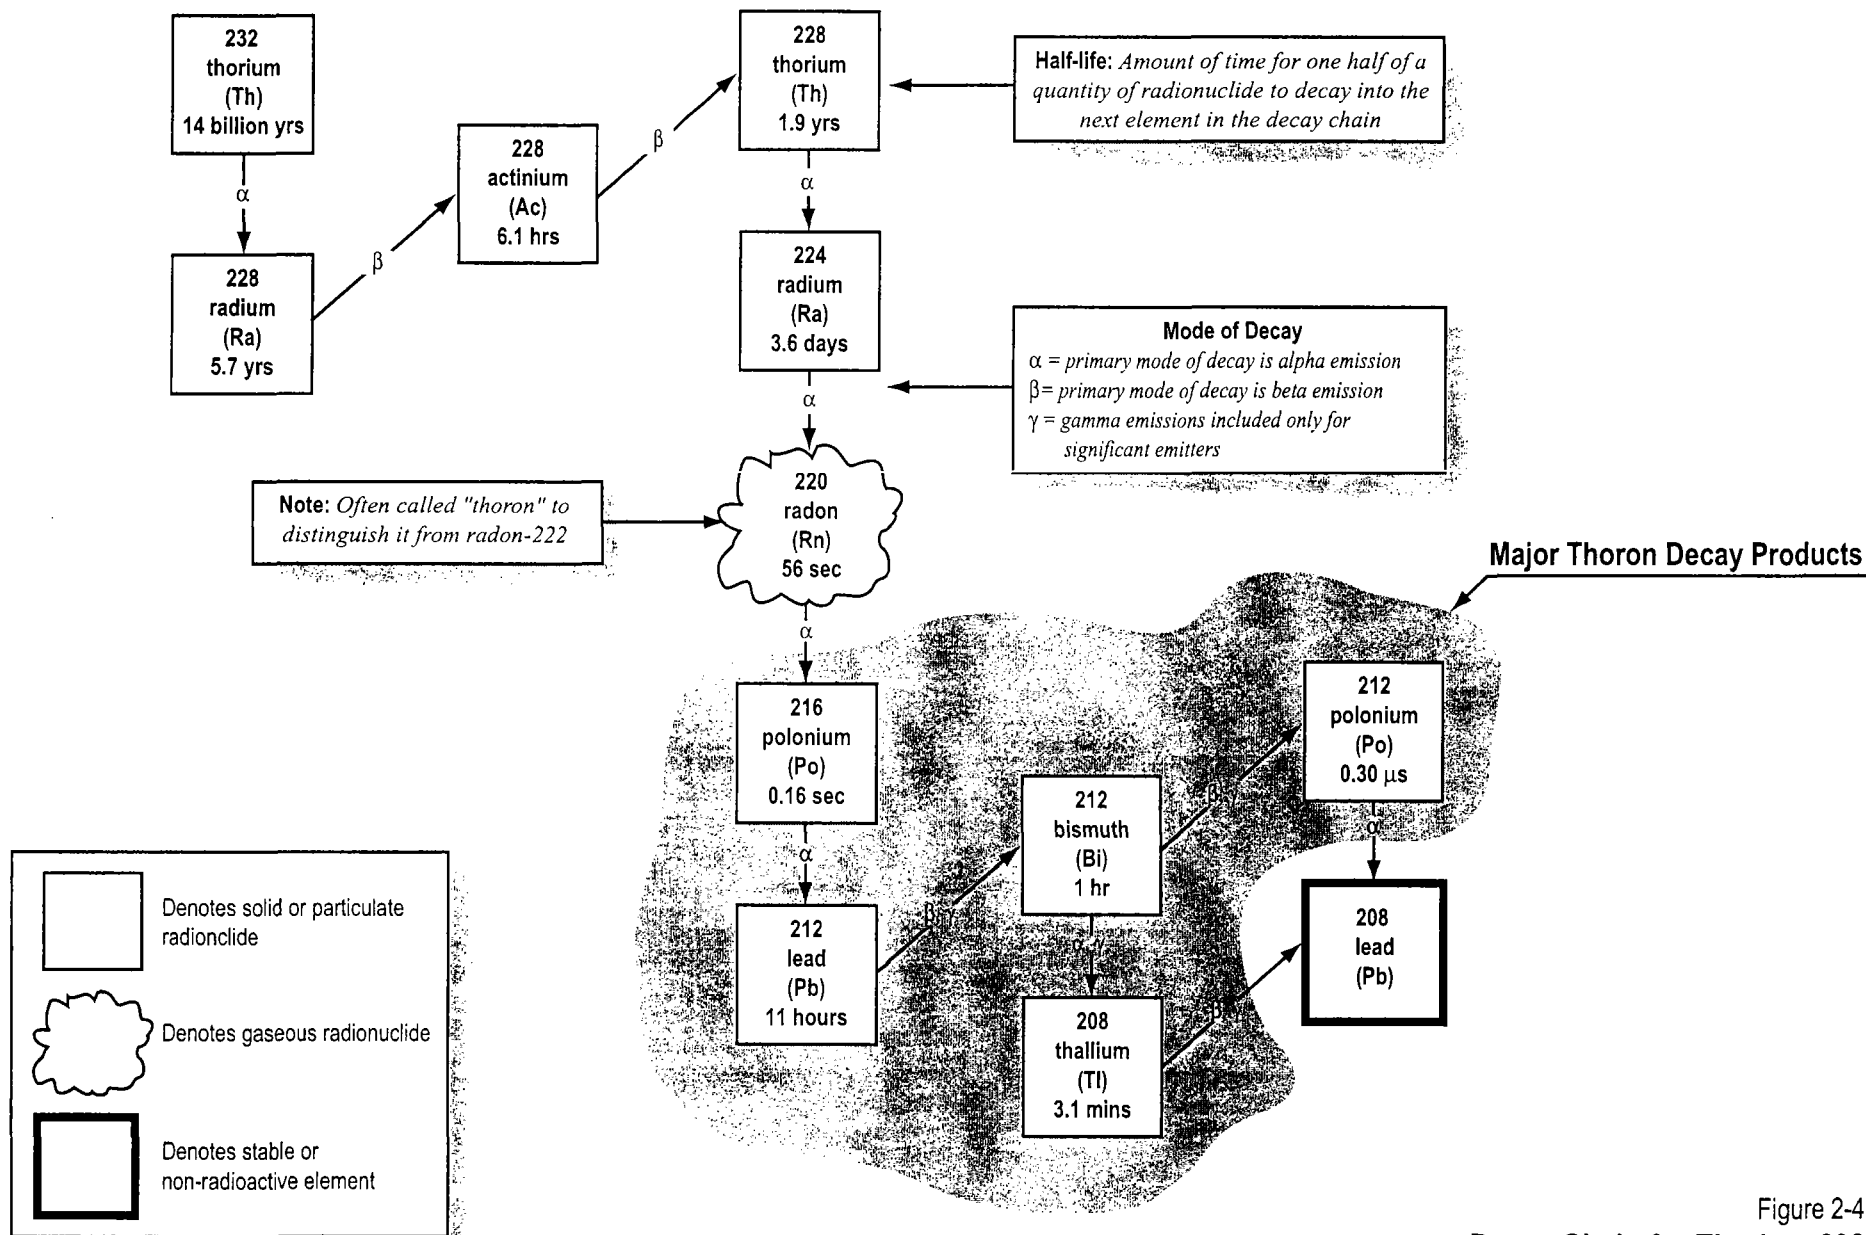 232
thorium
(Th)
14 billion yrs
α
228
radium
(Ra)
5.7 yrs
β
228
actinium
(Ac)
6.1 hrs
β
228
thorium
(Th)
1.9 yrs
Half-life: Amount of time for one half of a
quantity of radionuclide to decay into the
next element in the decay chain
α
224
radium
(Ra)
3.6 days
Mode of Decay
α = primary mode of decay is alpha emission
β= primary mode of decay is beta emission
γ = gamma emissions included only for
significant emitters
α
220
radon
(Rn)
56 sec
Note: Often called "thoron" to
distinguish it from radon-222
Major Thoron Decay Products
α
216
polonium
(Po)
0.16 sec
α
212
lead
(Pb)
11 hours
β, γ
212
bismuth
(Bi)
1 hr
β, γ
212
polonium
(Po)
0.30 μs
α
α, γ
208
thallium
(Tl)
3.1 mins
β, γ
208
lead
(Pb)
Denotes solid or particulate
radionclide
Denotes gaseous radionuclide
Denotes stable or
non-radioactive element
Figure 2-4